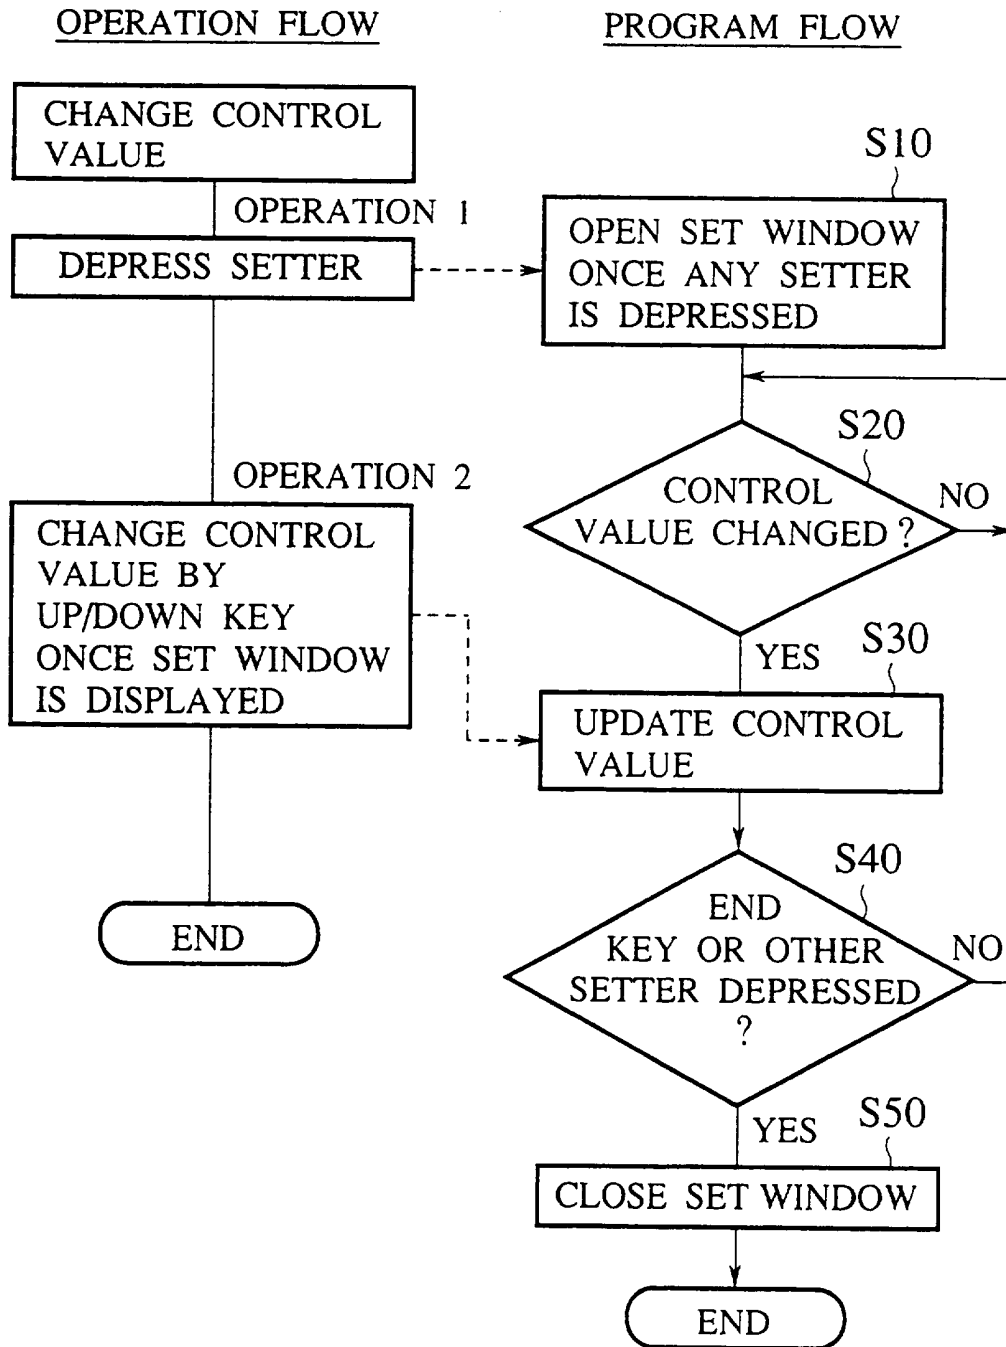 OPERATION FLOW
CHANGE CONTROL
VALUE
OPERATION 1
DEPRESS SETTER
OPERATION 2
CHANGE CONTROL
VALUE BY
UP/DOWN KEY
ONCE SET WINDOW
IS DISPLAYED
END
PROGRAM FLOW
S10
OPEN SET WINDOW
ONCE ANY SETTER
IS DEPRESSED
S20
CONTROL
VALUE CHANGED ?
NO
YES
S30
UPDATE CONTROL
VALUE
S40
END
KEY OR OTHER
SETTER DEPRESSED
?
NO
YES
S50
CLOSE SET WINDOW
END